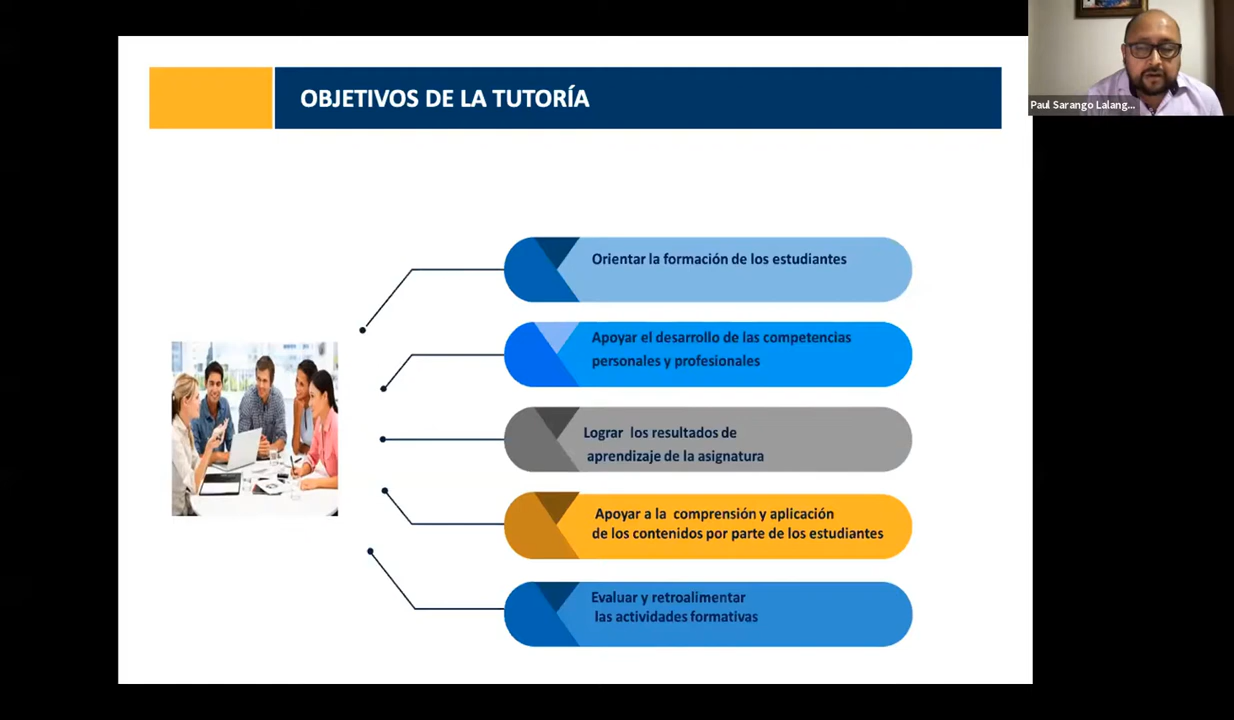 OBJETIVOS DE LA TUTORÍA
Paul Sarango Lalang...
Orientar la formación de los estudiantes
Apoyar el desarrollo de las competencias
personales y profesionales
Lograr los resultados de
aprendizaje de la asignatura
Apoyar a la comprensión y aplicación
de los contenidos por parte de los estudiantes
Evaluar y retroalimentar
las actividades formativas